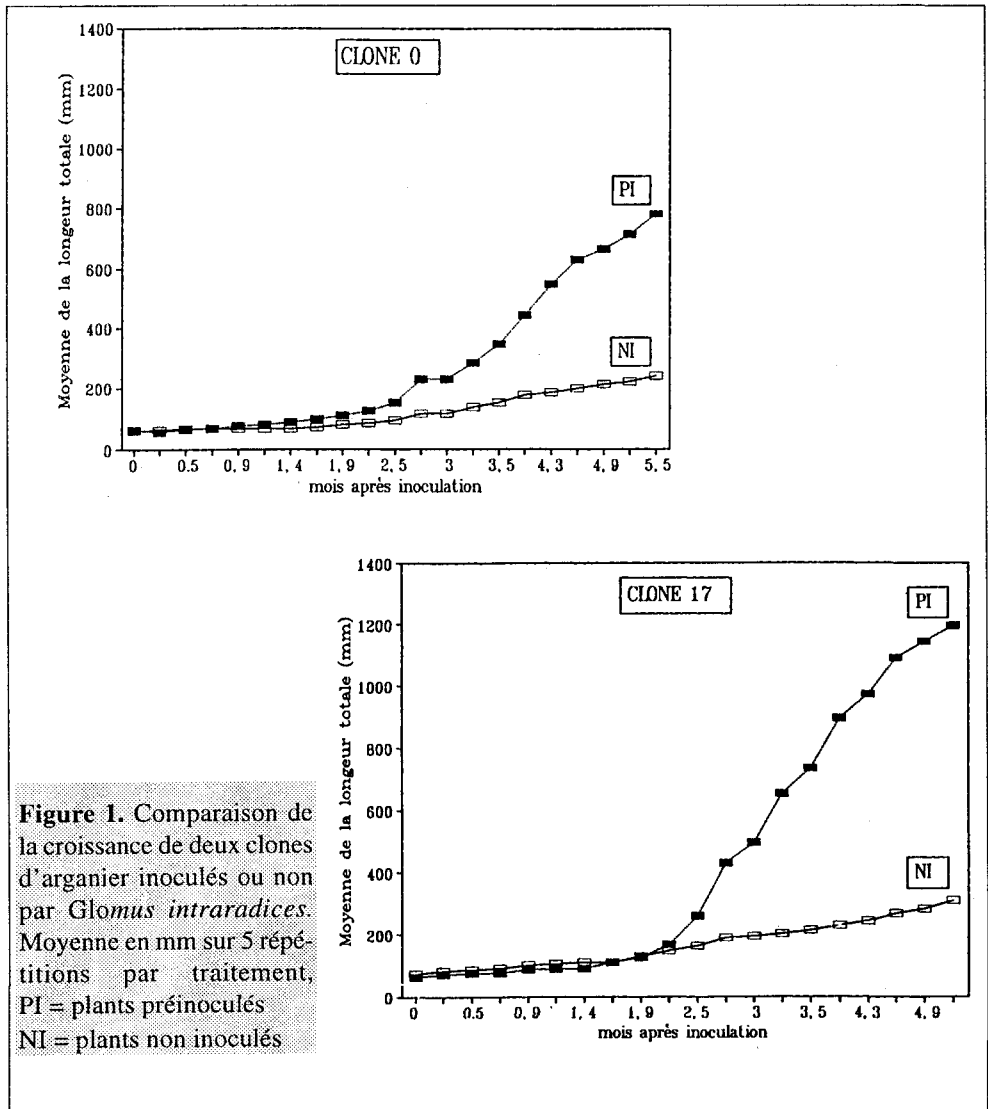 1400
CLONE 0
1200
1000
800
600
400
200
0
Moyenne de la longeur totale (mm)
PI
NI
0 0.5 0,9 1,4 1,9 2,5 3 3,5 4,3 4,9 5,5
mois après inoculation
1400
CLONE 17
1200
1000
800
600
400
200
0
Moyenne de la longeur totale (mm)
PI
NI
0 0.5 0,9 1,4 1,9 2,5 3 3,5 4,3 4,9
mois après inoculation
Figure 1. Comparaison de
la croissance de deux clones
d'arganier inoculés ou non
par Glomus intraradices.
Moyenne en mm sur 5 répé-
titions par traitement,
PI = plants préinoculés
NI = plants non inoculés